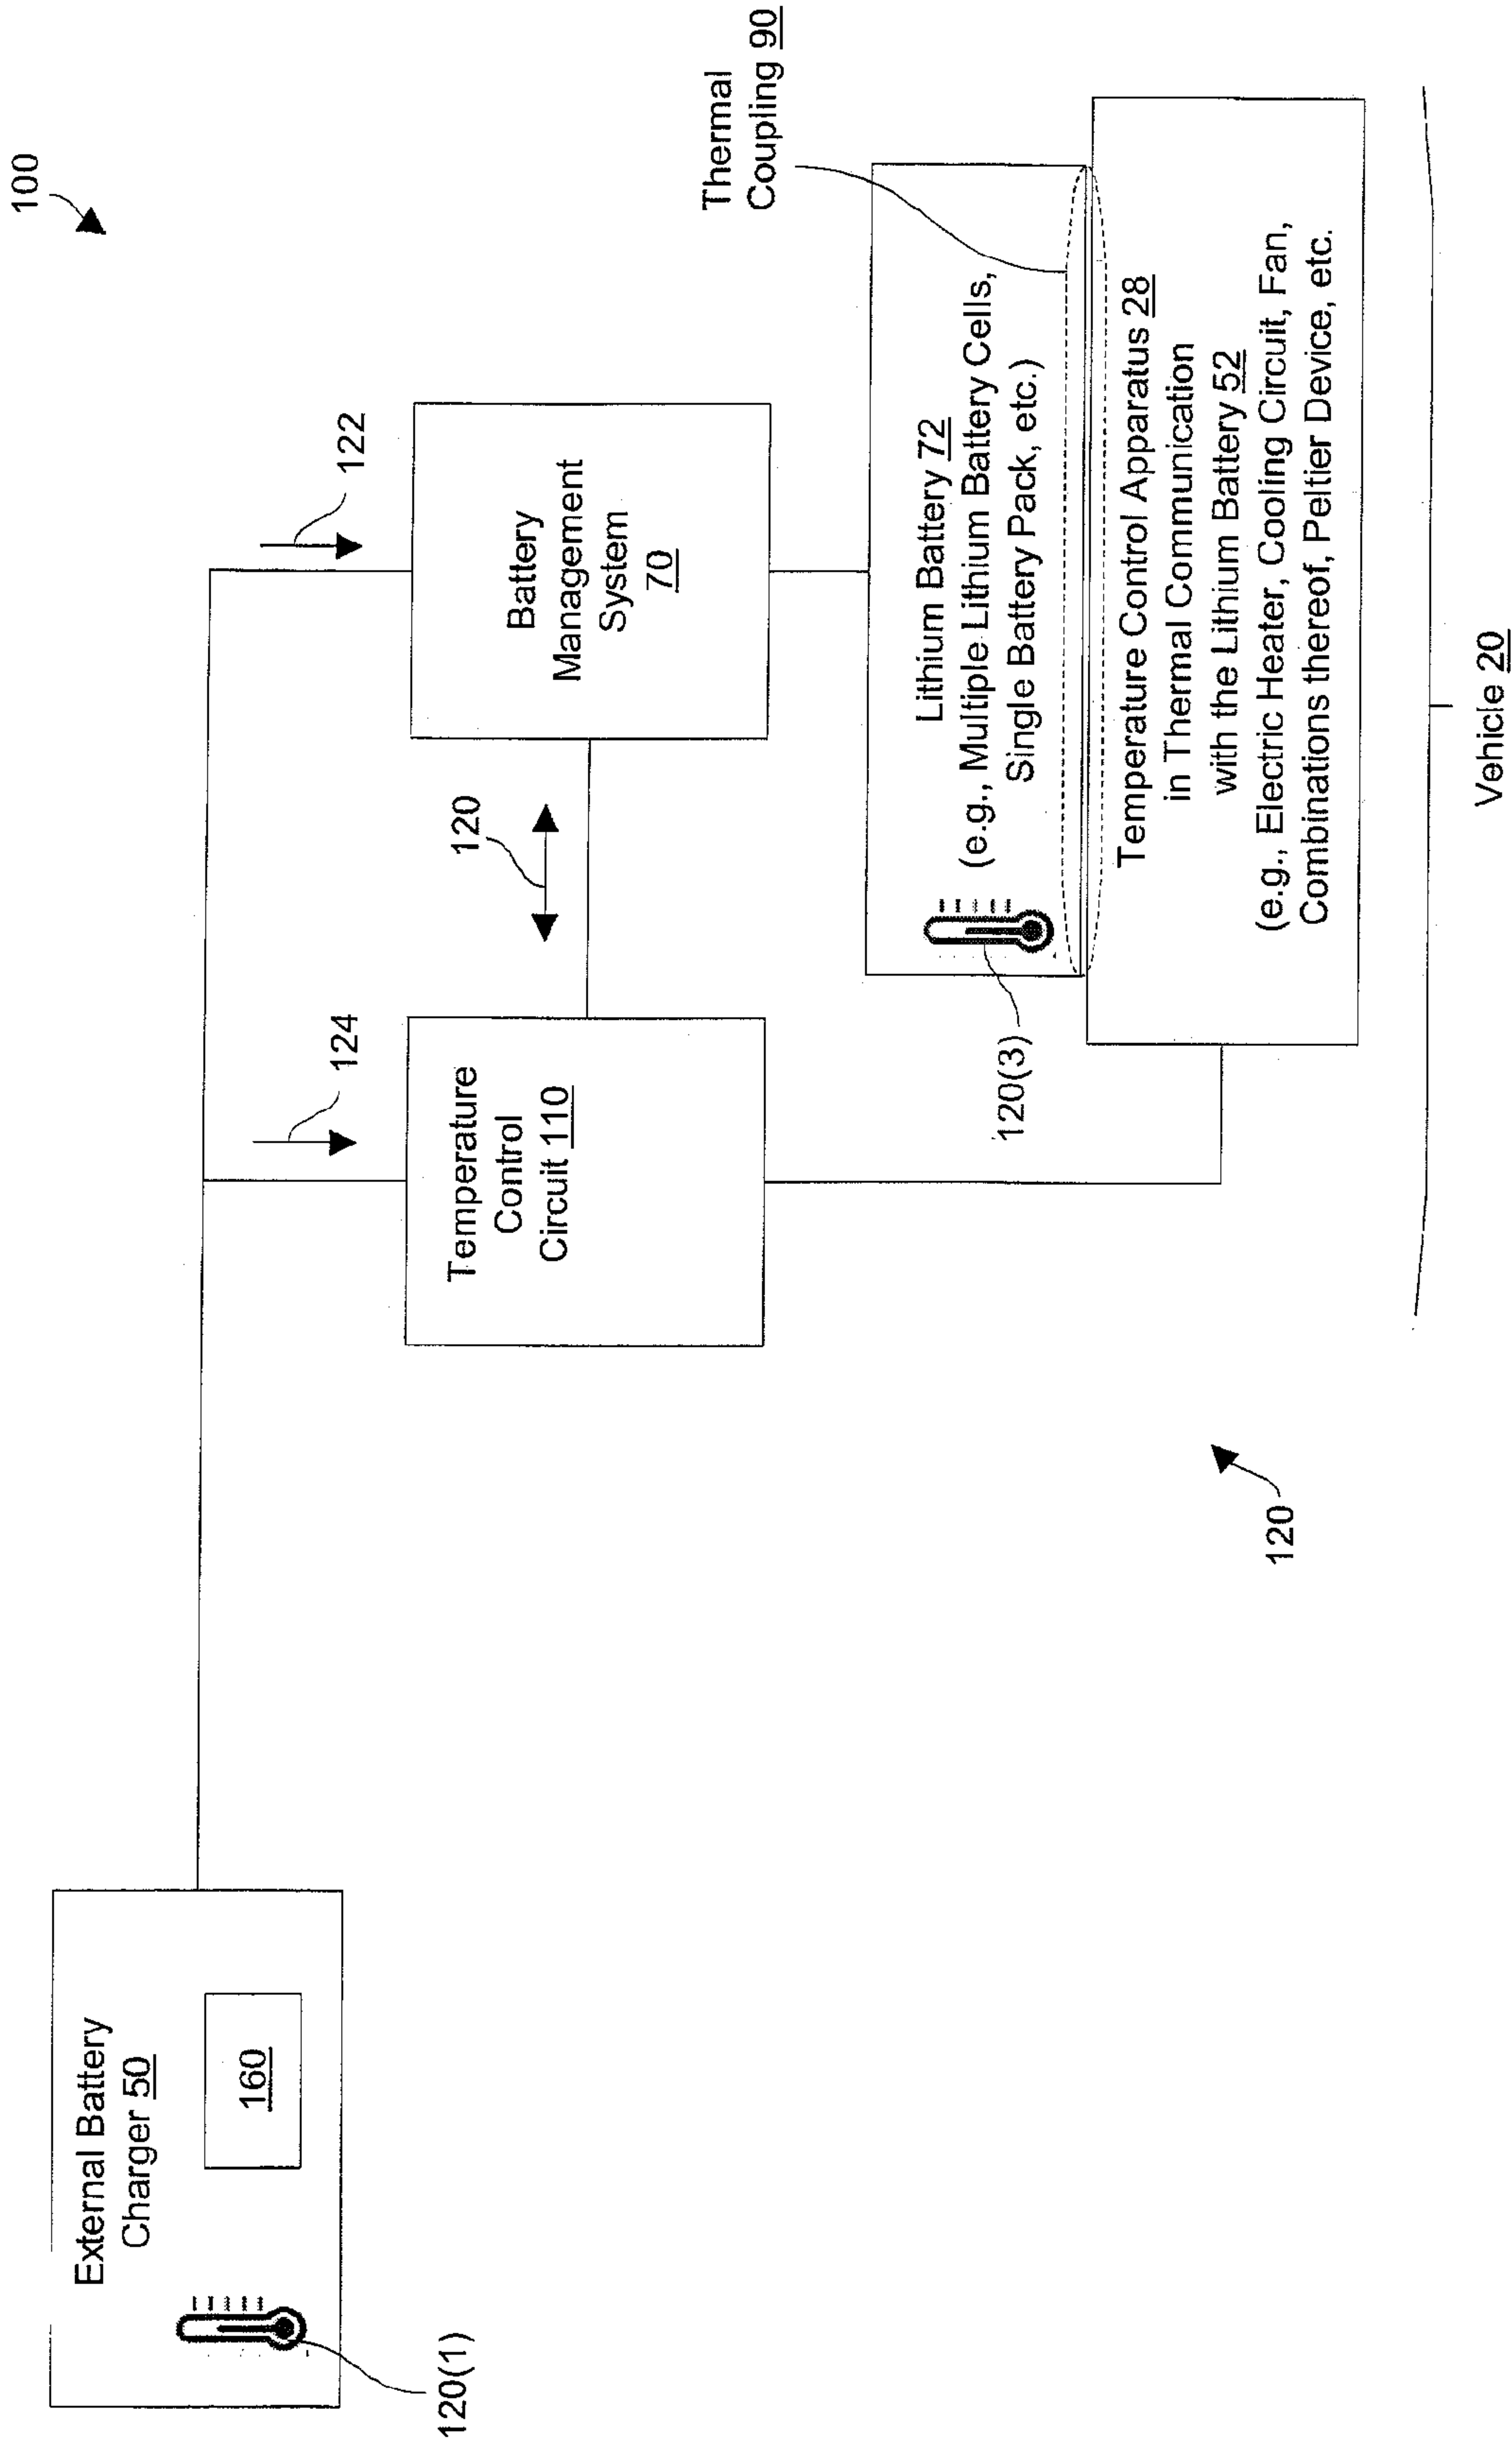 100
External Battery
Charger 50
160
120(1)
124
122
Temperature
Control
Circuit 110
120
Battery
Management
System
70
Thermal
Coupling 90
Lithium Battery 72
(e.g., Multiple Lithium Battery Cells,
Single Battery Pack, etc.)
120(3)
Temperature Control Apparatus 28
in Thermal Communication
with the Lithium Battery 52
(e.g., Electric Heater, Cooling Circuit, Fan,
Combinations thereof, Peltier Device, etc.
120
Vehicle 20